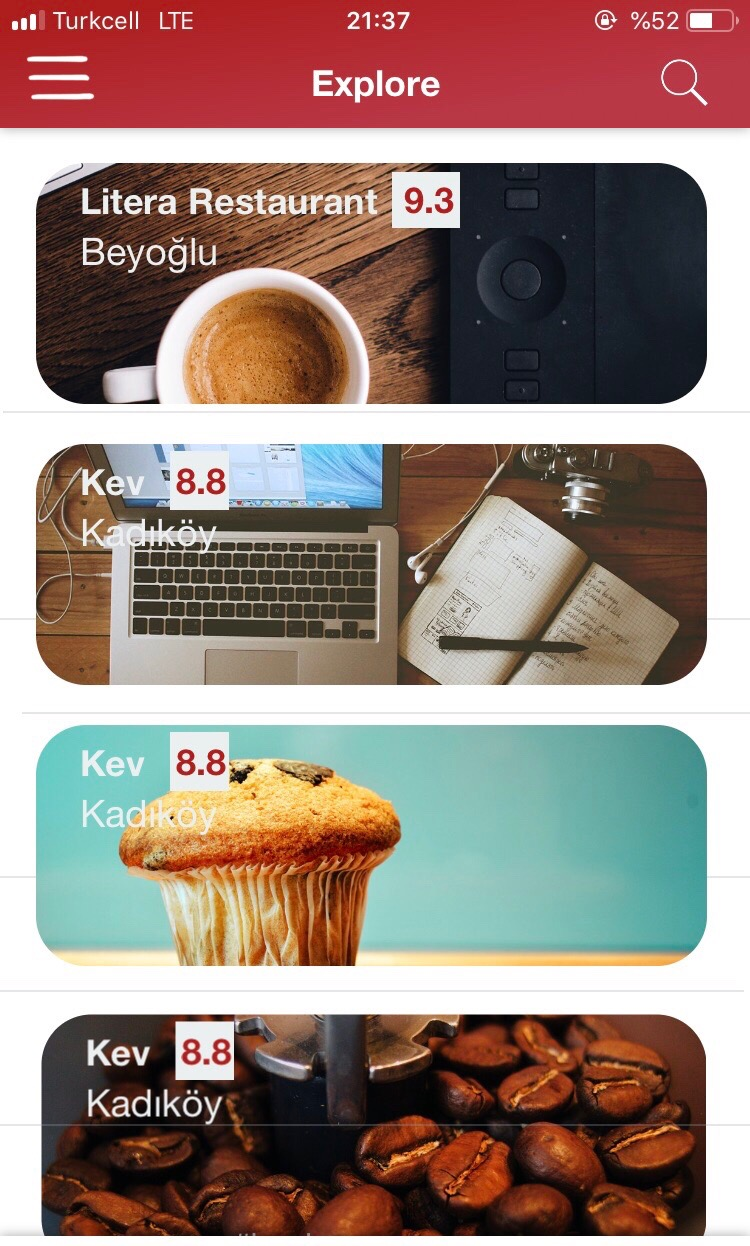 Turkcell LTE 21:37 %52
Explore
Litera Restaurant 9.3
Beyoğlu
Kev 8.8
Kadıköy
Kev 8.8
Kadıköy
Kev 8.8
Kadıköy